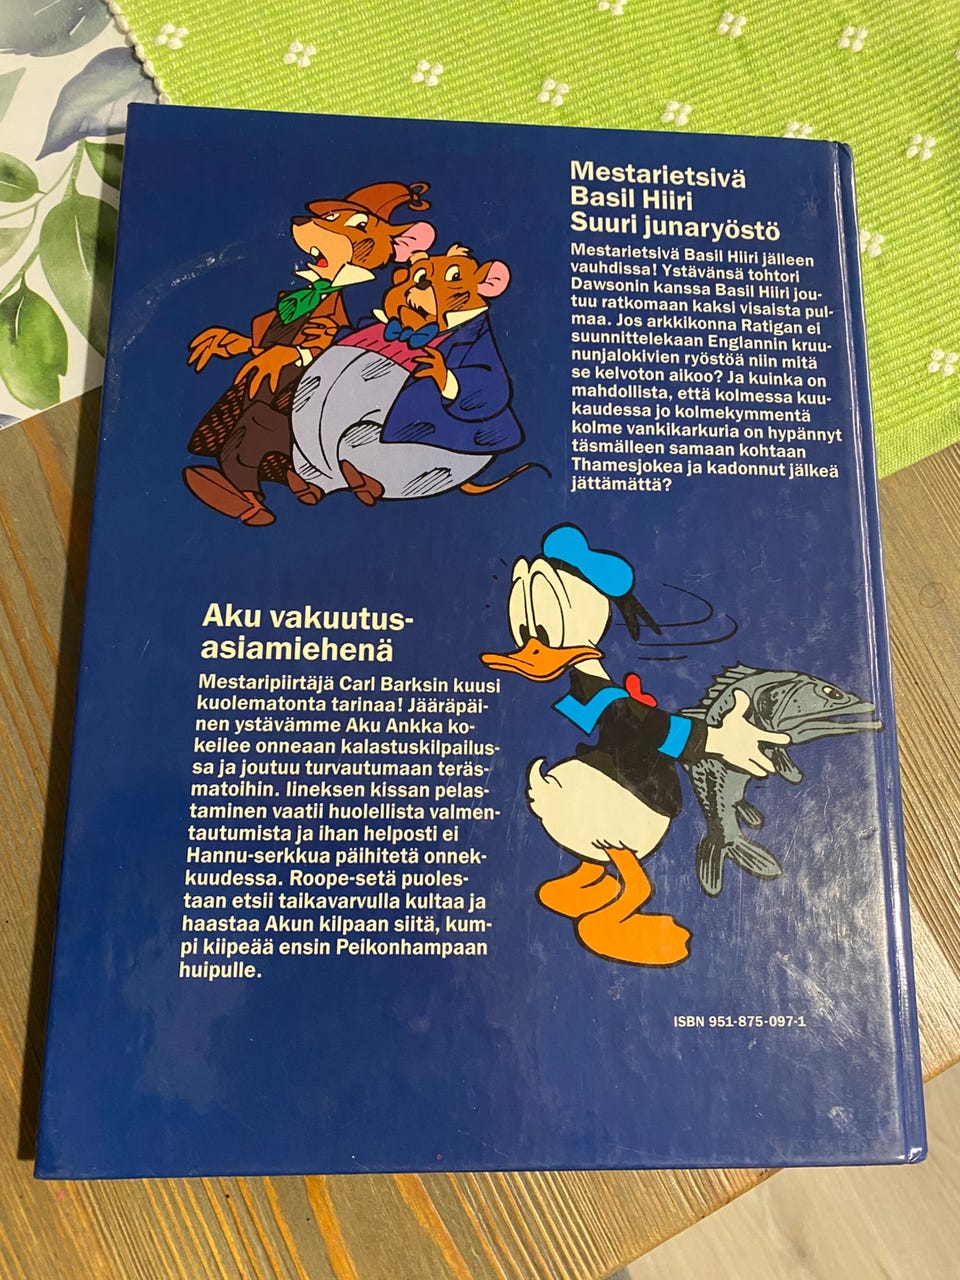 Mestarietsivä
Basil Hiiri
Suuri junaryöstö
Mestarietsivä Basil Hiiri jälleen
vauhdissa! Ystävänsä tohtori
Dawsonin kanssa Basil Hiiri jou-
tuu ratkomaan kaksi visaista pul-
maa. Jos arkkikonna Ratigan ei
suunnittelekaan Englannin kruu-
nunjalokivien ryöstöä niin mitä
se kelvoton aikoo? Ja kuinka on
mahdollista, että kolmessa kuu-
kaudessa jo kolmekymmentä
kolme vankikarkuria on hypännyt
täsmälleen samaan kohtaan
Thamesjokea ja kadonnut jälkeä
jättämättä?
Aku vakuutus-
asiamiehenä
Mestaripiirtäjä Carl Barksin kuusi
kuolematonta tarinaa! Jääräpäi-
nen ystävämme Aku Ankka ko-
keilee onneaan kalastuskilpailus-
sa ja joutuu turvautumaan teräs-
matoihin. Iineksen kissan pelas-
taminen vaatii huolellista valmen-
tautumista ja ihan helposti ei
Hannu-serkkua päihitetä onnek-
kuudessa. Roope-setä puoles-
taan etsii taikavarvulla kultaa ja
haastaa Akun kilpaan siitä, kum-
pi kiipeää ensin Peikonhampaan
huipulle.
ISBN 951-875-097-1